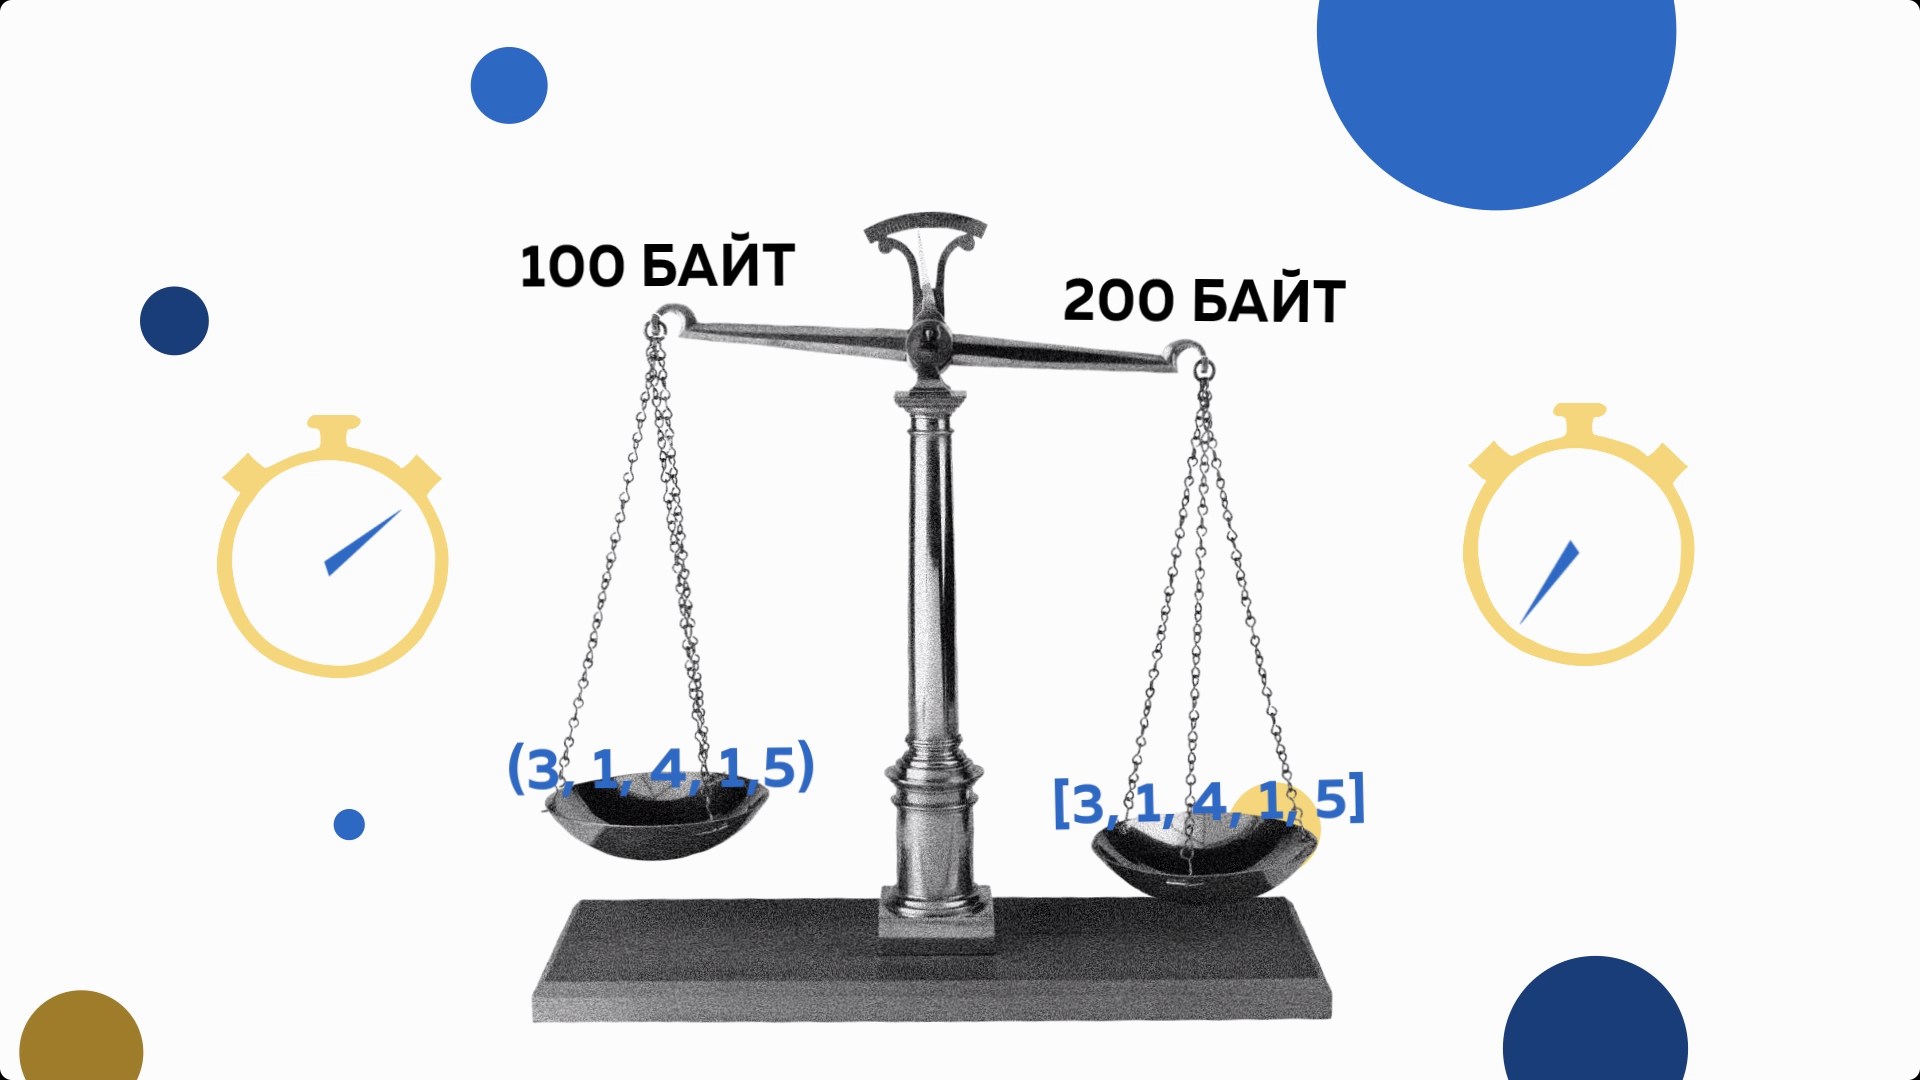 100 БАЙТ
200 БАЙТ
(3, 1, 4, 1,5)
[3, 1, 4, 1, 5]